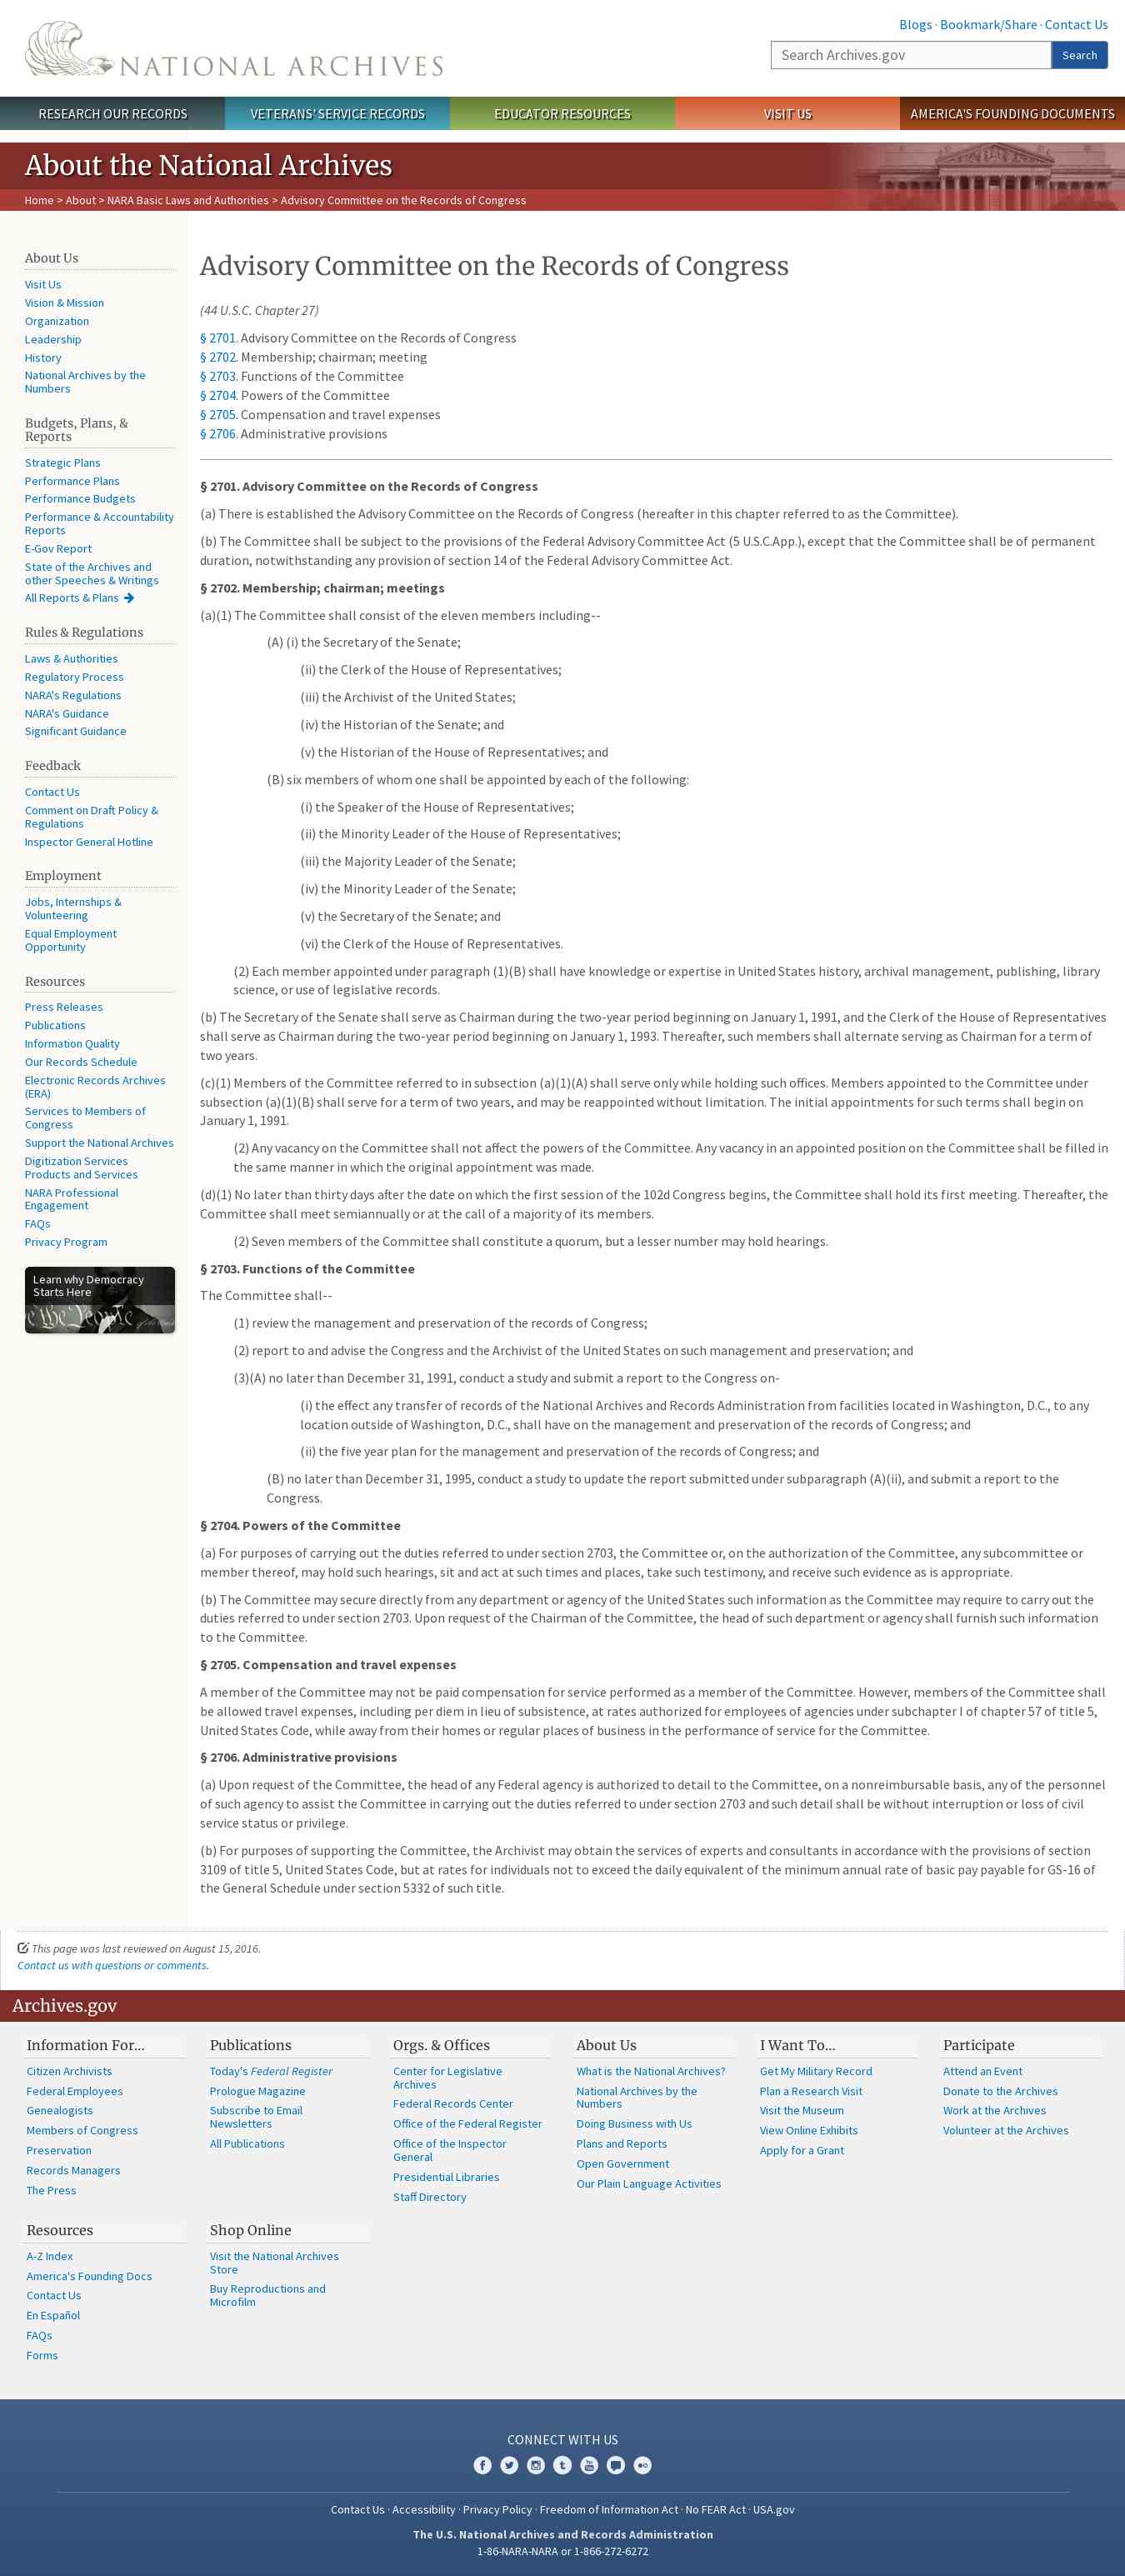 Blogs · Bookmark/Share · Contact Us
NATIONAL ARCHIVES
Search Archives.gov
Search
RESEARCH OUR RECORDS
VETERANS' SERVICE RECORDS
EDUCATOR RESOURCES
VISIT US
AMERICA'S FOUNDING DOCUMENTS
About the National Archives
Home > About > NARA Basic Laws and Authorities > Advisory Committee on the Records of Congress
About Us
Visit Us
Vision & Mission
Organization
Leadership
History
National Archives by the
Numbers
Budgets, Plans, &
Reports
Strategic Plans
Performance Plans
Performance Budgets
Performance & Accountability
Reports
E-Gov Report
State of the Archives and
other Speeches & Writings
All Reports & Plans
Rules & Regulations
Laws & Authorities
Regulatory Process
NARA's Regulations
NARA's Guidance
Significant Guidance
Feedback
Contact Us
Comment on Draft Policy &
Regulations
Inspector General Hotline
Employment
Jobs, Internships &
Volunteering
Equal Employment
Opportunity
Resources
Press Releases
Publications
Information Quality
Our Records Schedule
Electronic Records Archives
(ERA)
Services to Members of
Congress
Support the National Archives
Digitization Services
Products and Services
NARA Professional
Engagement
FAQs
Privacy Program
Learn why Democracy
Starts Here
Advisory Committee on the Records of Congress
(44 U.S.C. Chapter 27)
§ 2701. Advisory Committee on the Records of Congress
§ 2702. Membership; chairman; meeting
§ 2703. Functions of the Committee
§ 2704. Powers of the Committee
§ 2705. Compensation and travel expenses
§ 2706. Administrative provisions
§ 2701. Advisory Committee on the Records of Congress
(a) There is established the Advisory Committee on the Records of Congress (hereafter in this chapter referred to as the Committee).
(b) The Committee shall be subject to the provisions of the Federal Advisory Committee Act (5 U.S.C.App.), except that the Committee shall be of permanent
duration, notwithstanding any provision of section 14 of the Federal Advisory Committee Act.
§ 2702. Membership; chairman; meetings
(a)(1) The Committee shall consist of the eleven members including--
(A) (i) the Secretary of the Senate;
(ii) the Clerk of the House of Representatives;
(iii) the Archivist of the United States;
(iv) the Historian of the Senate; and
(v) the Historian of the House of Representatives; and
(B) six members of whom one shall be appointed by each of the following:
(i) the Speaker of the House of Representatives;
(ii) the Minority Leader of the House of Representatives;
(iii) the Majority Leader of the Senate;
(iv) the Minority Leader of the Senate;
(v) the Secretary of the Senate; and
(vi) the Clerk of the House of Representatives.
(2) Each member appointed under paragraph (1)(B) shall have knowledge or expertise in United States history, archival management, publishing, library
science, or use of legislative records.
(b) The Secretary of the Senate shall serve as Chairman during the two-year period beginning on January 1, 1991, and the Clerk of the House of Representatives
shall serve as Chairman during the two-year period beginning on January 1, 1993. Thereafter, such members shall alternate serving as Chairman for a term of
two years.
(c)(1) Members of the Committee referred to in subsection (a)(1)(A) shall serve only while holding such offices. Members appointed to the Committee under
subsection (a)(1)(B) shall serve for a term of two years, and may be reappointed without limitation. The initial appointments for such terms shall begin on
January 1, 1991.
(2) Any vacancy on the Committee shall not affect the powers of the Committee. Any vacancy in an appointed position on the Committee shall be filled in
the same manner in which the original appointment was made.
(d)(1) No later than thirty days after the date on which the first session of the 102d Congress begins, the Committee shall hold its first meeting. Thereafter, the
Committee shall meet semiannually or at the call of a majority of its members.
(2) Seven members of the Committee shall constitute a quorum, but a lesser number may hold hearings.
§ 2703. Functions of the Committee
The Committee shall--
(1) review the management and preservation of the records of Congress;
(2) report to and advise the Congress and the Archivist of the United States on such management and preservation; and
(3)(A) no later than December 31, 1991, conduct a study and submit a report to the Congress on-
(i) the effect any transfer of records of the National Archives and Records Administration from facilities located in Washington, D.C., to any
location outside of Washington, D.C., shall have on the management and preservation of the records of Congress; and
(ii) the five year plan for the management and preservation of the records of Congress; and
(B) no later than December 31, 1995, conduct a study to update the report submitted under subparagraph (A)(ii), and submit a report to the
Congress.
§ 2704. Powers of the Committee
(a) For purposes of carrying out the duties referred to under section 2703, the Committee or, on the authorization of the Committee, any subcommittee or
member thereof, may hold such hearings, sit and act at such times and places, take such testimony, and receive such evidence as is appropriate.
(b) The Committee may secure directly from any department or agency of the United States such information as the Committee may require to carry out the
duties referred to under section 2703. Upon request of the Chairman of the Committee, the head of such department or agency shall furnish such information
to the Committee.
§ 2705. Compensation and travel expenses
A member of the Committee may not be paid compensation for service performed as a member of the Committee. However, members of the Committee shall
be allowed travel expenses, including per diem in lieu of subsistence, at rates authorized for employees of agencies under subchapter I of chapter 57 of title 5,
United States Code, while away from their homes or regular places of business in the performance of service for the Committee.
§ 2706. Administrative provisions
(a) Upon request of the Committee, the head of any Federal agency is authorized to detail to the Committee, on a nonreimbursable basis, any of the personnel
of such agency to assist the Committee in carrying out the duties referred to under section 2703 and such detail shall be without interruption or loss of civil
service status or privilege.
(b) For purposes of supporting the Committee, the Archivist may obtain the services of experts and consultants in accordance with the provisions of section
3109 of title 5, United States Code, but at rates for individuals not to exceed the daily equivalent of the minimum annual rate of basic pay payable for GS-16 of
the General Schedule under section 5332 of such title.
This page was last reviewed on August 15, 2016.
Contact us with questions or comments.
Archives.gov
Information For…
Citizen Archivists
Federal Employees
Genealogists
Members of Congress
Preservation
Records Managers
The Press
Publications
Today's Federal Register
Prologue Magazine
Subscribe to Email
Newsletters
All Publications
Orgs. & Offices
Center for Legislative
Archives
Federal Records Center
Office of the Federal Register
Office of the Inspector
General
Presidential Libraries
Staff Directory
About Us
What is the National Archives?
National Archives by the
Numbers
Doing Business with Us
Plans and Reports
Open Government
Our Plain Language Activities
I Want To…
Get My Military Record
Plan a Research Visit
Visit the Museum
View Online Exhibits
Apply for a Grant
Participate
Attend an Event
Donate to the Archives
Work at the Archives
Volunteer at the Archives
Resources
A-Z Index
America's Founding Docs
Contact Us
En Español
FAQs
Forms
Shop Online
Visit the National Archives
Store
Buy Reproductions and
Microfilm
CONNECT WITH US
Contact Us · Accessibility · Privacy Policy · Freedom of Information Act · No FEAR Act · USA.gov
The U.S. National Archives and Records Administration
1-86-NARA-NARA or 1-866-272-6272